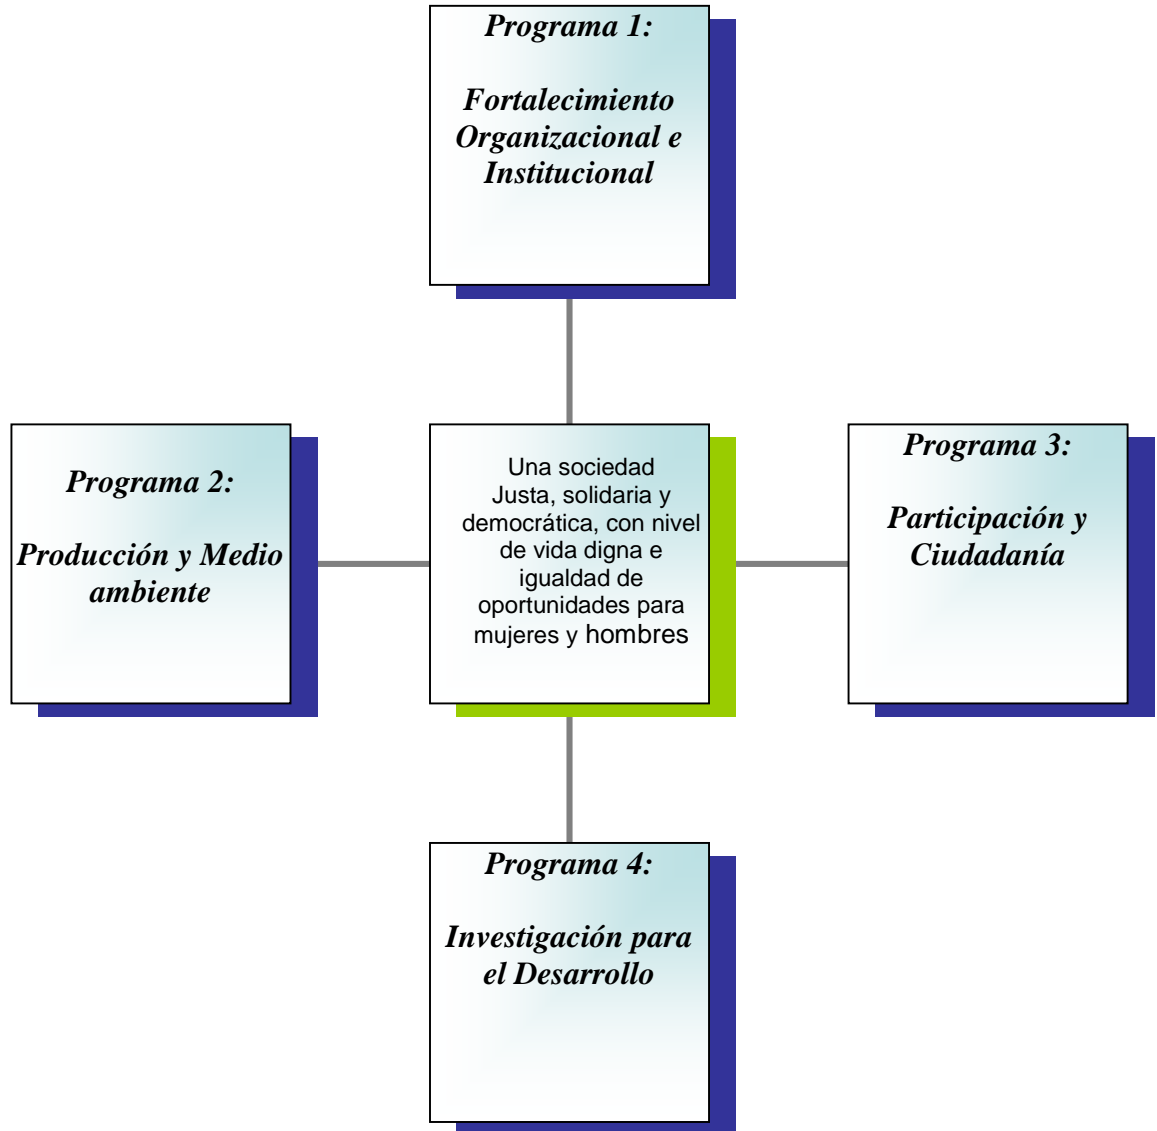 Programa 1:
Fortalecimiento
Organizacional e
Institucional
Programa 2:
Producción y Medio
ambiente
Una sociedad
Justa, solidaria y
democrática, con nivel
de vida digna e
igualdad de
oportunidades para
mujeres y hombres
Programa 3:
Participación y
Ciudadanía
Programa 4:
Investigación para
el Desarrollo